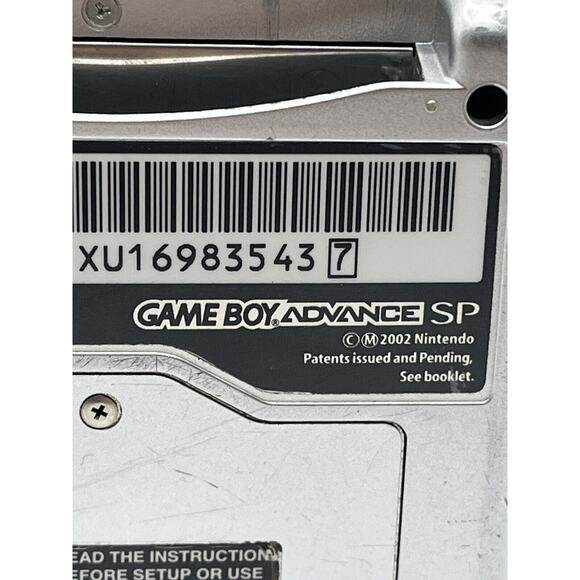 XU16983543 7
GAME BOY ADVANCE SP
© Ⓜ 2002 Nintendo
Patents issued and Pending,
See booklet.
EAD THE INSTRUCTION
EFORE SETUP OR USE